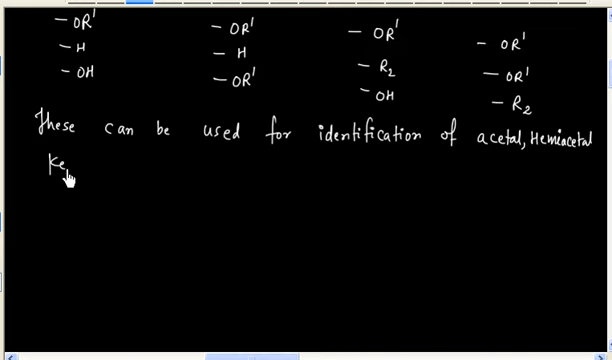 – OR' – OR' – OR' – OR'
– H – H – R2 – OR'
– OH – OR' – OH – R2
These can be used for identification of acetal, Hemiacetal
Ke